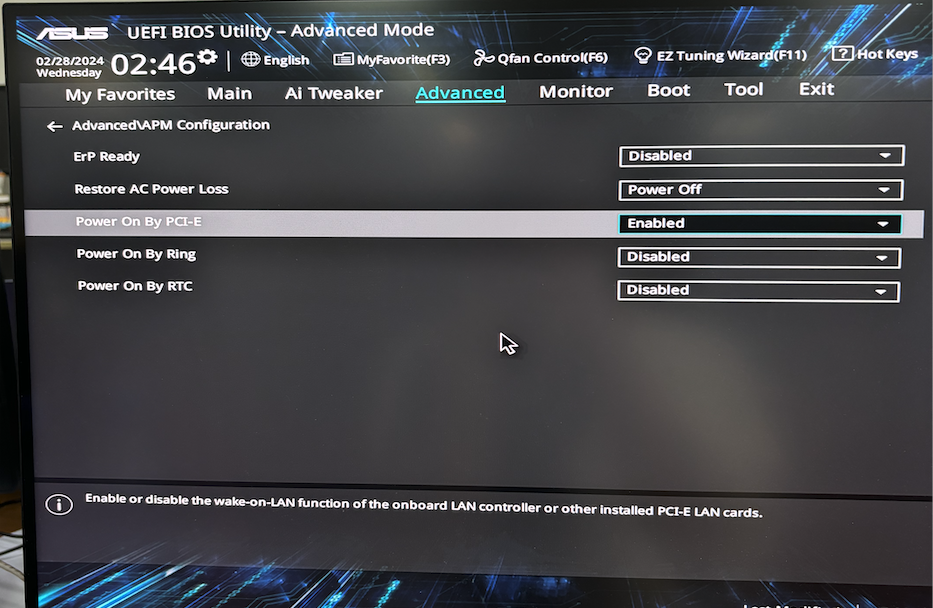 ASUS UEFI BIOS Utility – Advanced Mode
02/28/2024
Wednesday
02:46
English
MyFavorite(F3)
Qfan Control(F6)
EZ Tuning Wizard(F11)
Hot Keys
My Favorites
Main
Ai Tweaker
Advanced
Monitor
Boot
Tool
Exit
Advanced\APM Configuration
ErP Ready
Disabled
Restore AC Power Loss
Power Off
Power On By PCI-E
Enabled
Power On By Ring
Disabled
Power On By RTC
Disabled
Enable or disable the wake-on-LAN function of the onboard LAN controller or other installed PCI-E LAN cards.